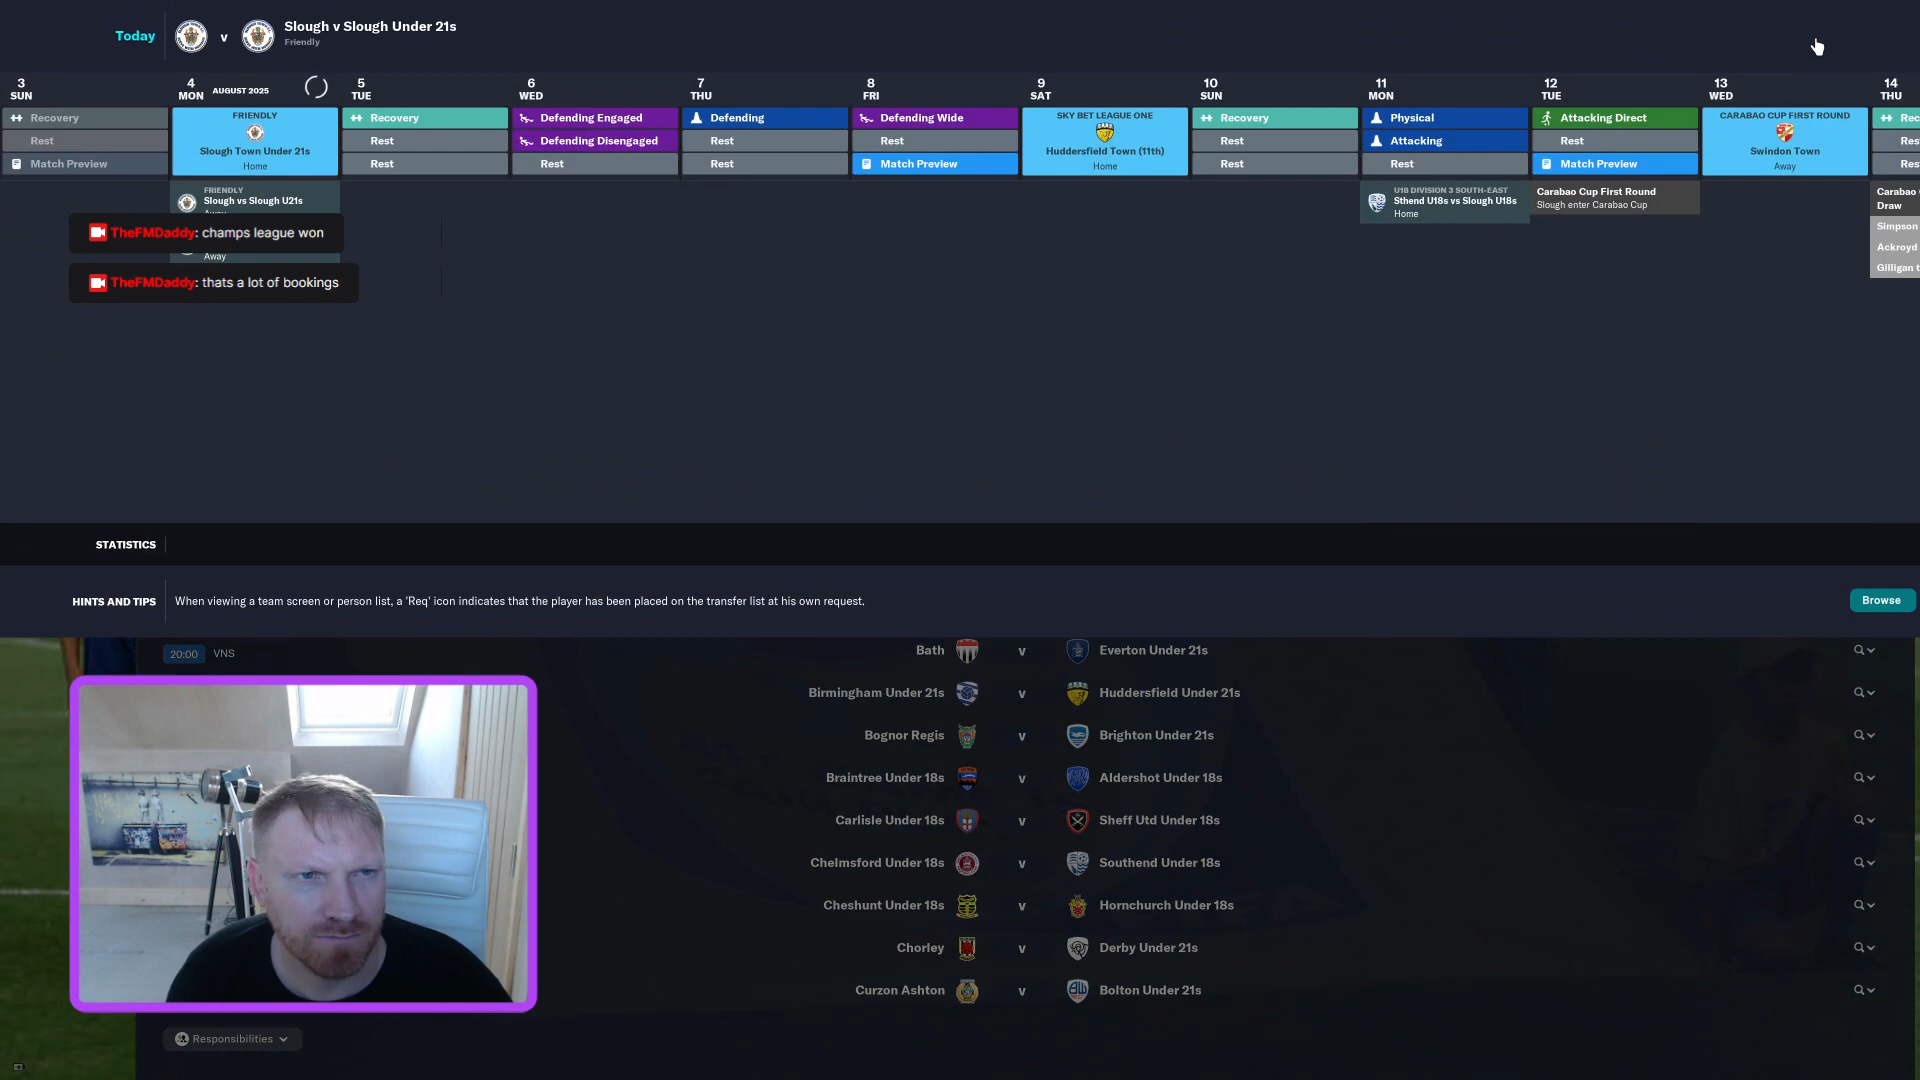 Today
v
Slough v Slough Under 21s
Friendly
3
SUN
4
MON AUGUST 2025
5
TUE
6
WED
7
THU
8
FRI
9
SAT
10
SUN
11
MON
12
TUE
13
WED
14
THU
Recovery
Rest
Match Preview
FRIENDLY
Slough Town Under 21s
Home
Recovery
Rest
Rest
Defending Engaged
Defending Disengaged
Rest
Defending
Rest
Rest
Defending Wide
Rest
Match Preview
SKY BET LEAGUE ONE
Huddersfield Town (11th)
Home
Recovery
Rest
Rest
Physical
Attacking
Rest
Attacking Direct
Rest
Match Preview
CARABAO CUP FIRST ROUND
Swindon Town
Away
Rec
Res
Res
FRIENDLY
Slough vs Slough U21s
Away
U18 DIVISION 3 SOUTH-EAST
Sthend U18s vs Slough U18s
Home
Carabao Cup First Round
Slough enter Carabao Cup
Carabao
Draw
Simpson
Ackroyd
Gilligan t
TheFMDaddy: champs league won
Away
TheFMDaddy: thats a lot of bookings
STATISTICS
HINTS AND TIPS
When viewing a team screen or person list, a 'Req' icon indicates that the player has been placed on the transfer list at his own request.
Browse
20:00 VNS
Bath v Everton Under 21s
Birmingham Under 21s v Huddersfield Under 21s
Bognor Regis v Brighton Under 21s
Braintree Under 18s v Aldershot Under 18s
Carlisle Under 18s v Sheff Utd Under 18s
Chelmsford Under 18s v Southend Under 18s
Cheshunt Under 18s v Hornchurch Under 18s
Chorley v Derby Under 21s
Curzon Ashton v Bolton Under 21s
Responsibilities